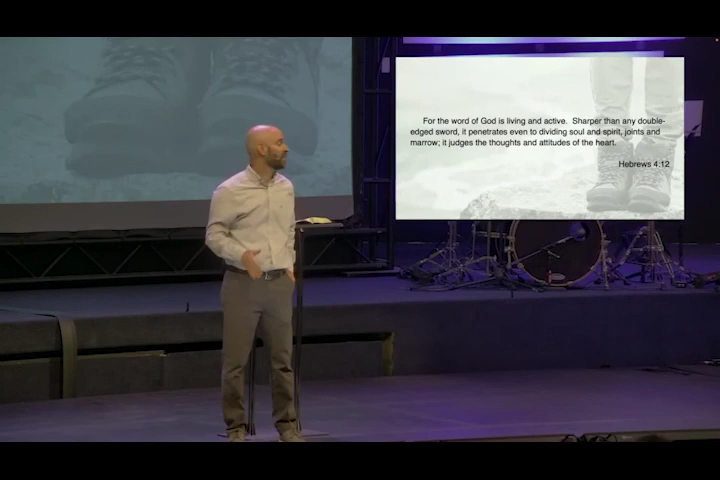 For the word of God is living and active.  Sharper than any double-
edged sword, it penetrates even to dividing soul and spirit, joints and
marrow; it judges the thoughts and attitudes of the heart.
Hebrews 4:12